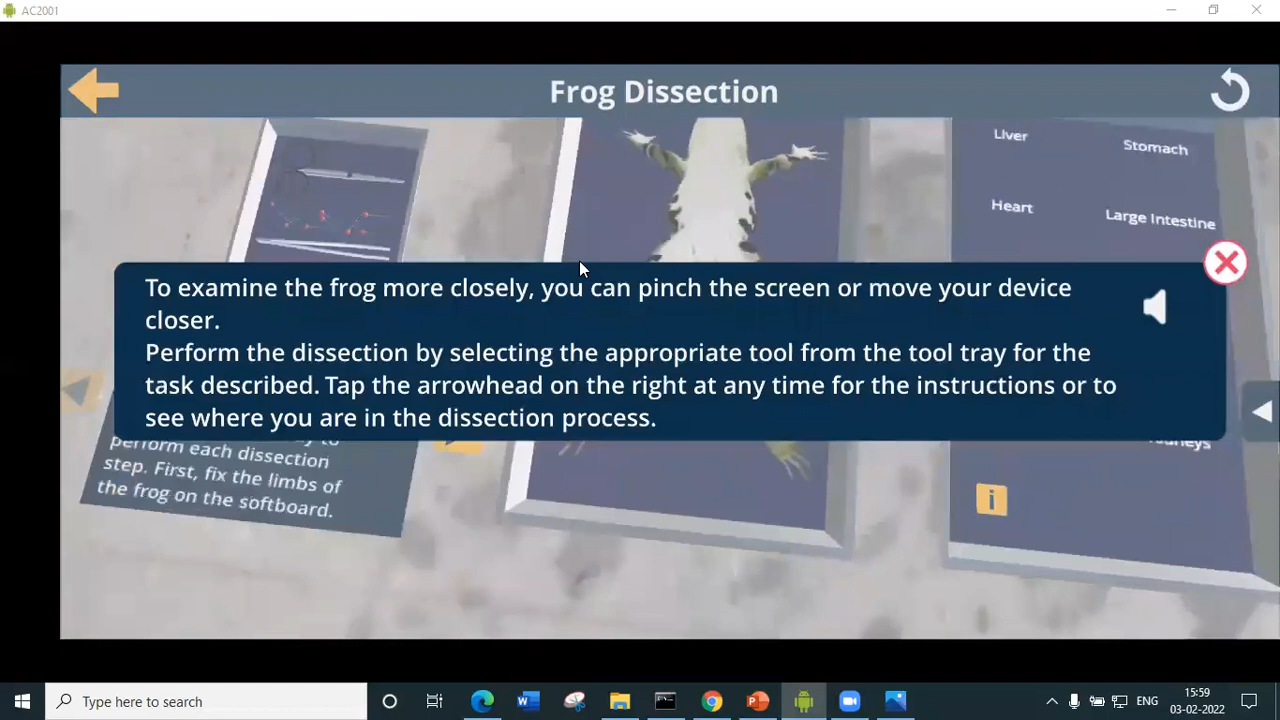 AC2001
Frog Dissection
Liver
Stomach
Heart
Large Intestine
To examine the frog more closely, you can pinch the screen or move your device
closer.
Perform the dissection by selecting the appropriate tool from the tool tray for the
task described. Tap the arrowhead on the right at any time for the instructions or to
see where you are in the dissection process.
perform each dissection
step. First, fix the limbs of
the frog on the softboard.
i
Type here to search
ENG
15:59
03-02-2022